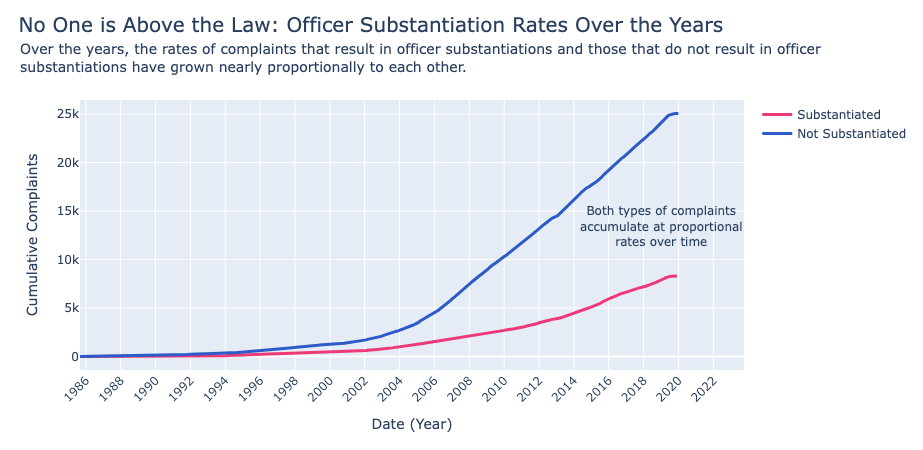 No One is Above the Law: Officer Substantiation Rates Over the Years
Over the years, the rates of complaints that result in officer substantiations and those that do not result in officer
substantiations have grown nearly proportionally to each other.
25k
20k
15k
10k
5k
0
Cumulative Complaints
Substantiated
Not Substantiated
Both types of complaints
accumulate at proportional
rates over time
1986
1988
1990
1992
1994
1996
1998
2000
2002
2004
2006
2008
2010
2012
2014
2016
2018
2020
2022
Date (Year)